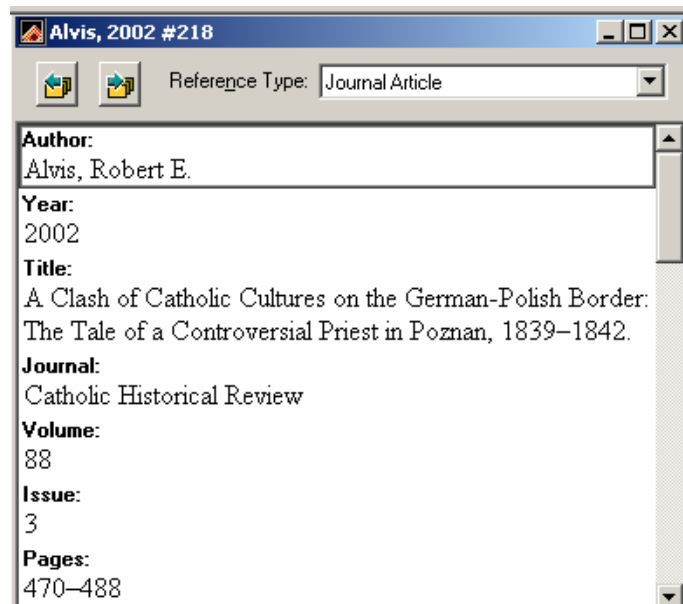 Alvis, 2002 #218
Reference Type: Journal Article
Author:
Alvis, Robert E.
Year:
2002
Title:
A Clash of Catholic Cultures on the German-Polish Border:
The Tale of a Controversial Priest in Poznan, 1839–1842.
Journal:
Catholic Historical Review
Volume:
88
Issue:
3
Pages:
470–488